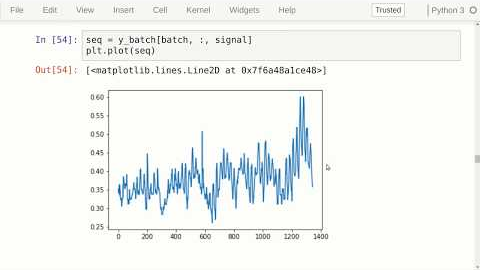 File Edit View Insert Cell Kernel Widgets Help Trusted Python 3
In [54]: seq = y_batch[batch, :, signal]
plt.plot(seq)
Out[54]: [<matplotlib.lines.Line2D at 0x7f6a48a1ce48>]
0.60
0.55
0.50
0.45
0.40
0.35
0.30
0.25
0 200 400 600 800 1000 1200 1400